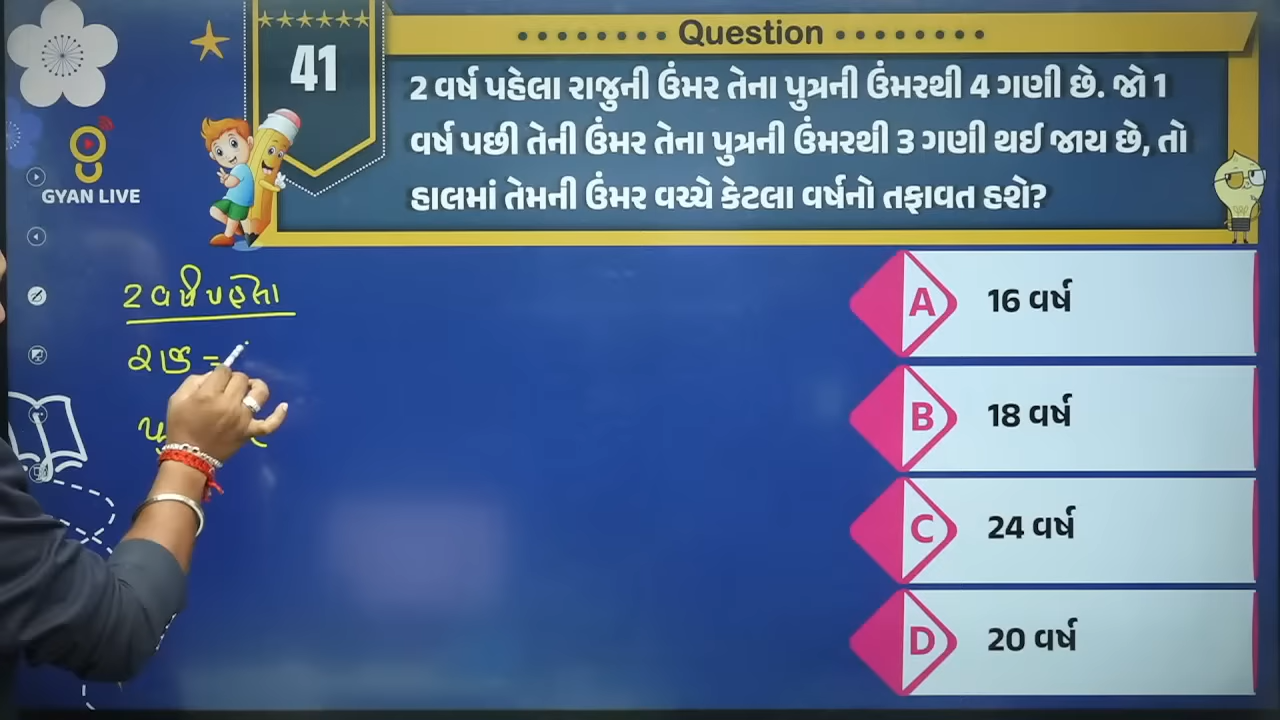 Question
41
2 વર્ષ પહેલા રાજુની ઉંમર તેના પુત્રની ઉંમરથી 4 ગણી છે. જો 1
વર્ષ પછી તેની ઉંમર તેના પુત્રની ઉંમરથી 3 ગણી થઈ જાય છે, તો
હાલમાં તેમની ઉંમર વચ્ચે કેટલા વર્ષનો તફાવત હશે?
GYAN LIVE
2 વર્ષ પહેલા
રાજુ =
A 16 વર્ષ
B 18 વર્ષ
C 24 વર્ષ
D 20 વર્ષ